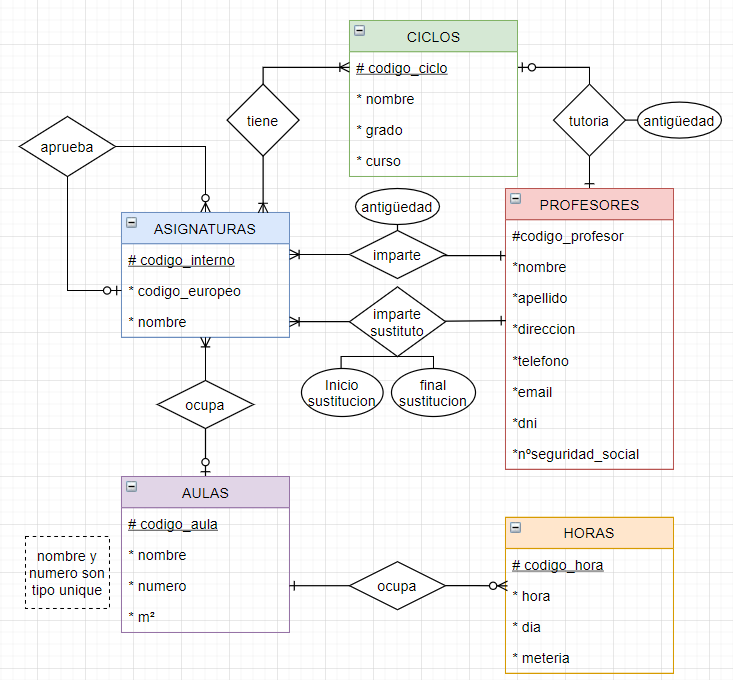 CICLOS
# codigo_ciclo
* nombre
* grado
* curso
tiene
tutoria
antigüedad
aprueba
antigüedad
imparte
ASIGNATURAS
# codigo_interno
* codigo_europeo
* nombre
PROFESORES
#codigo_profesor
*nombre
*apellido
*direccion
*telefono
*email
*dni
*nºseguridad_social
imparte
sustituto
Inicio
sustitucion
final
sustitucion
ocupa
AULAS
# codigo_aula
* nombre
* numero
* m²
nombre y
numero son
tipo unique
ocupa
HORAS
# codigo_hora
* hora
* dia
* meteria